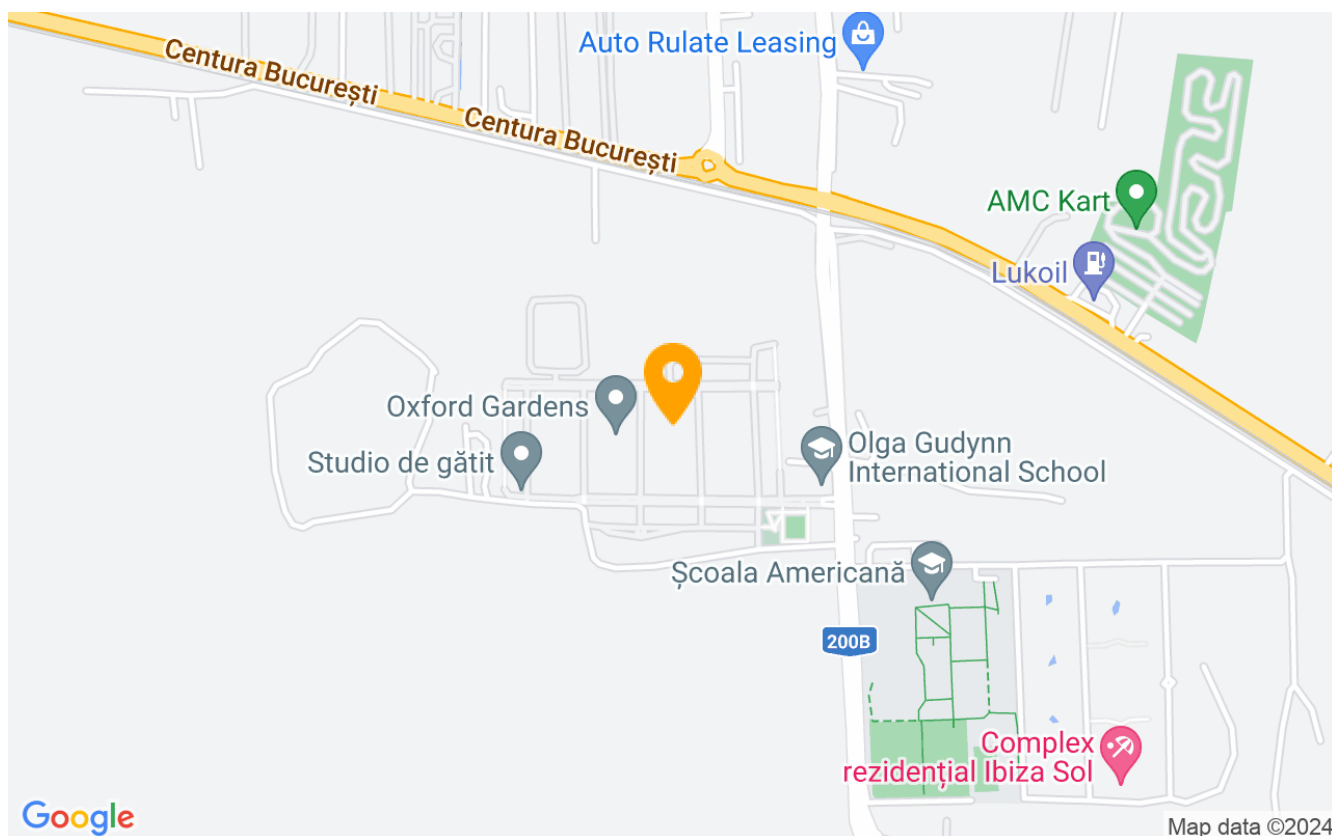 Auto Rulate Leasing
Centura București
Centura București
AMC Kart
Lukoil
Oxford Gardens
Studio de gătit
Olga Gudynn
International School
Școala Americană
200B
Complex
rezidențial Ibiza Sol
Google
Map data ©2024